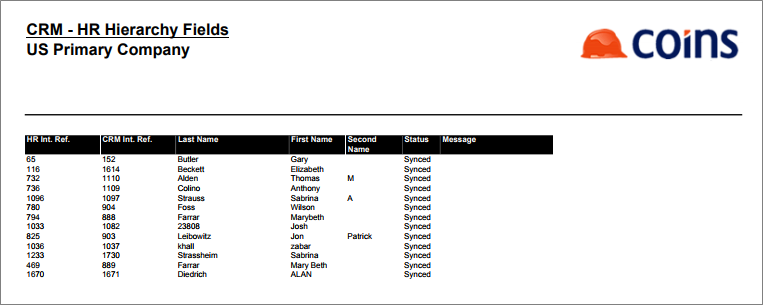 CRM - HR Hierarchy Fields
US Primary Company
coins
HR Int. Ref. CRM Int. Ref. Last Name First Name Second Name Status Message
65 152 Butler Gary Synced
116 1614 Beckett Elizabeth Synced
732 1110 Alden Thomas M Synced
736 1109 Colino Anthony Synced
1096 1097 Strauss Sabrina A Synced
780 904 Foss Wilson Synced
794 888 Farrar Marybeth Synced
1033 1082 23808 Josh Synced
825 903 Leibowitz Jon Patrick Synced
1036 1037 khall zabar Synced
1233 1730 Strassheim Sabrina Synced
469 889 Farrar Mary Beth Synced
1670 1671 Diedrich ALAN Synced